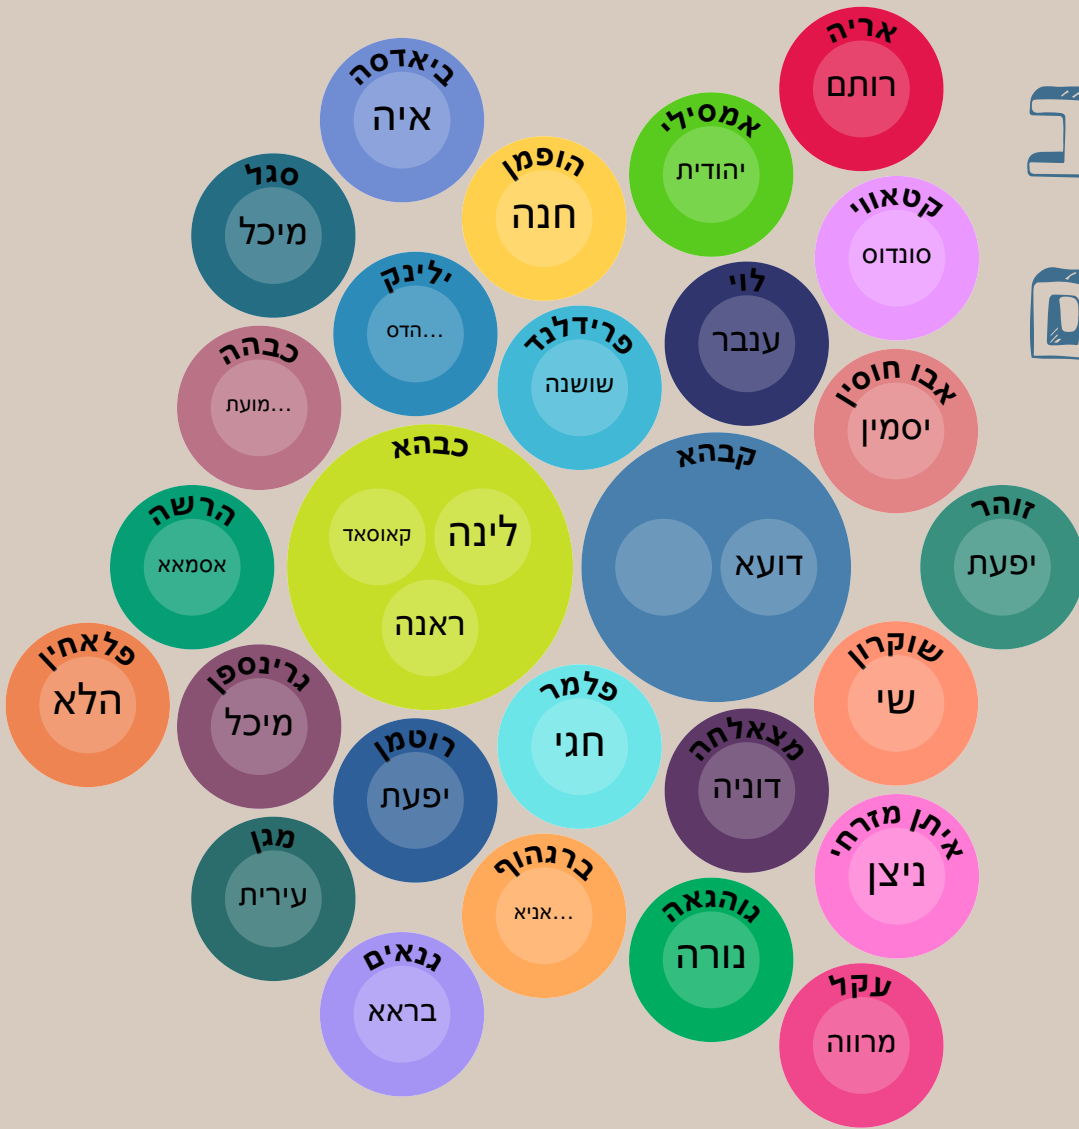 אריה
רותם
ביאדסה
איה
אמסילי
יהודית
הופמן
חנה
סגל
מיכל
קטאווי
סונדוס
ילינק
הדס...
לוי
ענבר
פרידלנד
שושנה
כבהה
מועת...
אבו חוסין
יסמין
כבהא
לינה
קאוסאד
ראנה
קבהא
דועא
הרשה
אסמאא
זוהר
יפעת
פלאחין
הלא
גרינספן
מיכל
שוקרון
שי
פלמר
חגי
רוטמן
יפעת
מצאלחה
דוניה
איתן מזרחי
ניצן
מגן
עירית
ברגהוף
אניא...
גוהגאה
נורה
גנאים
בראא
עקל
מרווה